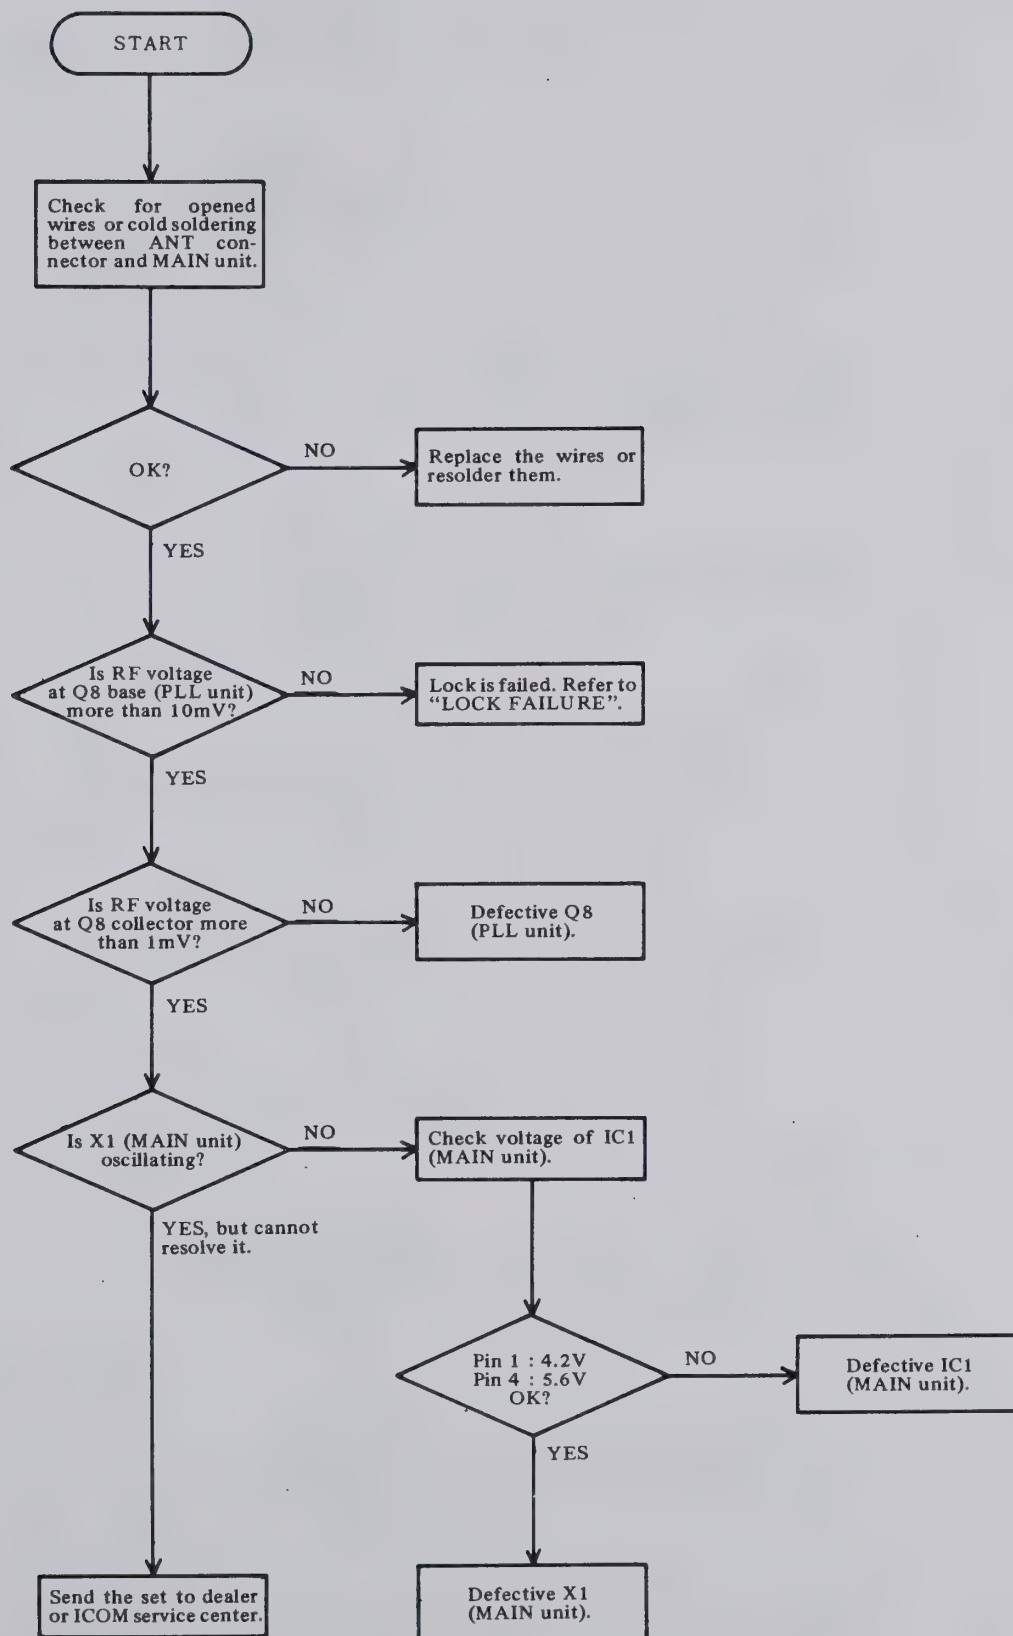 START
Check for opened
wires or cold soldering
between ANT con-
nector and MAIN unit.
OK?
NO
Replace the wires or
resolder them.
YES
Is RF voltage
at Q8 base (PLL unit)
more than 10mV?
NO
Lock is failed. Refer to
“LOCK FAILURE”.
YES
Is RF voltage
at Q8 collector more
than 1mV?
NO
Defective Q8
(PLL unit).
YES
Is X1 (MAIN unit)
oscillating?
NO
Check voltage of IC1
(MAIN unit).
YES, but cannot
resolve it.
Pin 1 : 4.2V
Pin 4 : 5.6V
OK?
NO
Defective IC1
(MAIN unit).
YES
Send the set to dealer
or ICOM service center.
Defective X1
(MAIN unit).